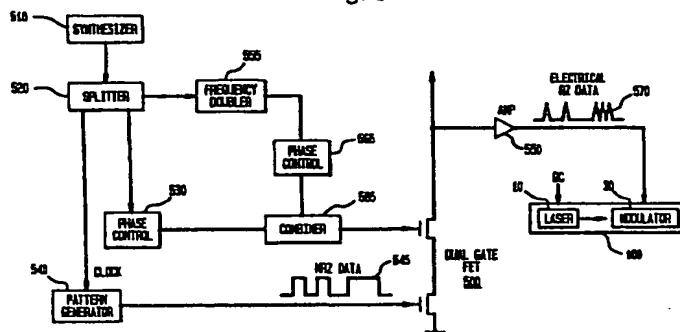 510
SYNTHESIZER
555
520
SPLITTER
FREQUENCY
DOUBLER
ELECTRICAL
RZ DATA
570
AMP
550
PHASE
CONTROL
565
530
585
DC
10
30
PHASE
CONTROL
COMBINER
LASER
MODULATOR
100
540
CLOCK
NRZ DATA
545
DUAL GATE
FET
500
PATTERN
GENERATOR